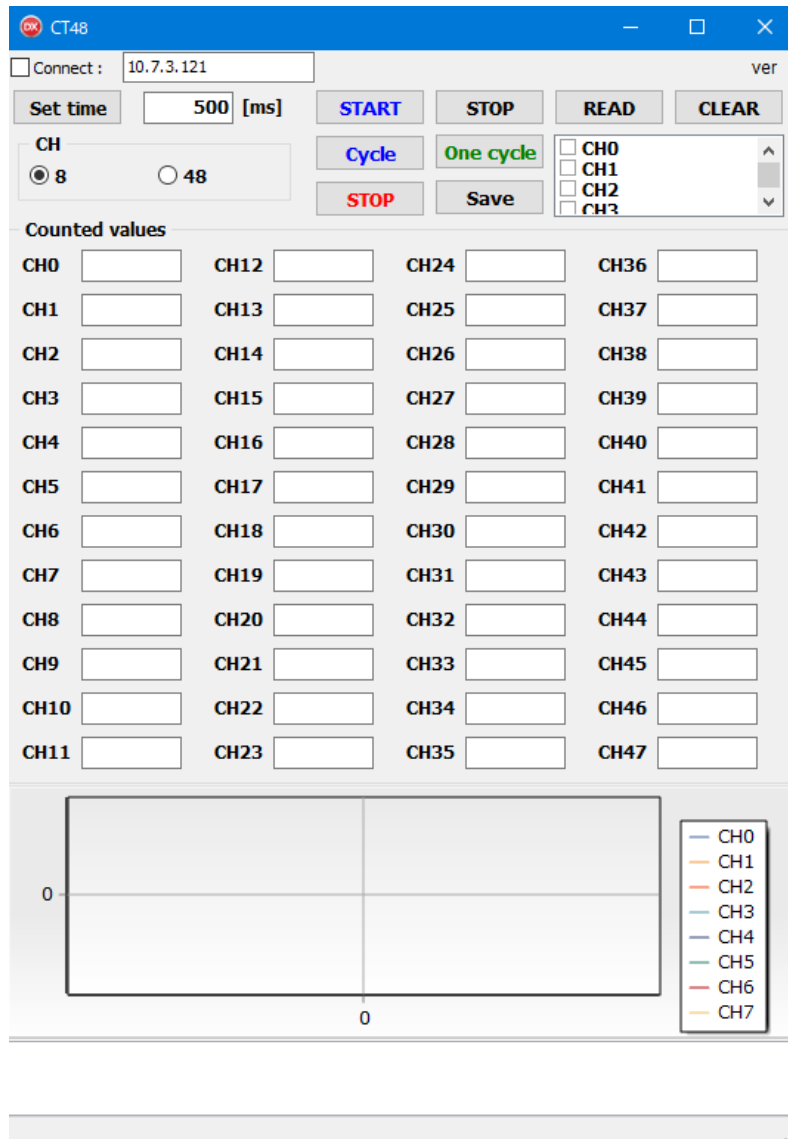 CT48
Connect : 10.7.3.121 ver
Set time 500 [ms] START STOP READ CLEAR
CH
8 48
Cycle One cycle
STOP Save
CH0
CH1
CH2
CH3
Counted values
CH0 CH12 CH24 CH36
CH1 CH13 CH25 CH37
CH2 CH14 CH26 CH38
CH3 CH15 CH27 CH39
CH4 CH16 CH28 CH40
CH5 CH17 CH29 CH41
CH6 CH18 CH30 CH42
CH7 CH19 CH31 CH43
CH8 CH20 CH32 CH44
CH9 CH21 CH33 CH45
CH10 CH22 CH34 CH46
CH11 CH23 CH35 CH47
0
0
CH0
CH1
CH2
CH3
CH4
CH5
CH6
CH7